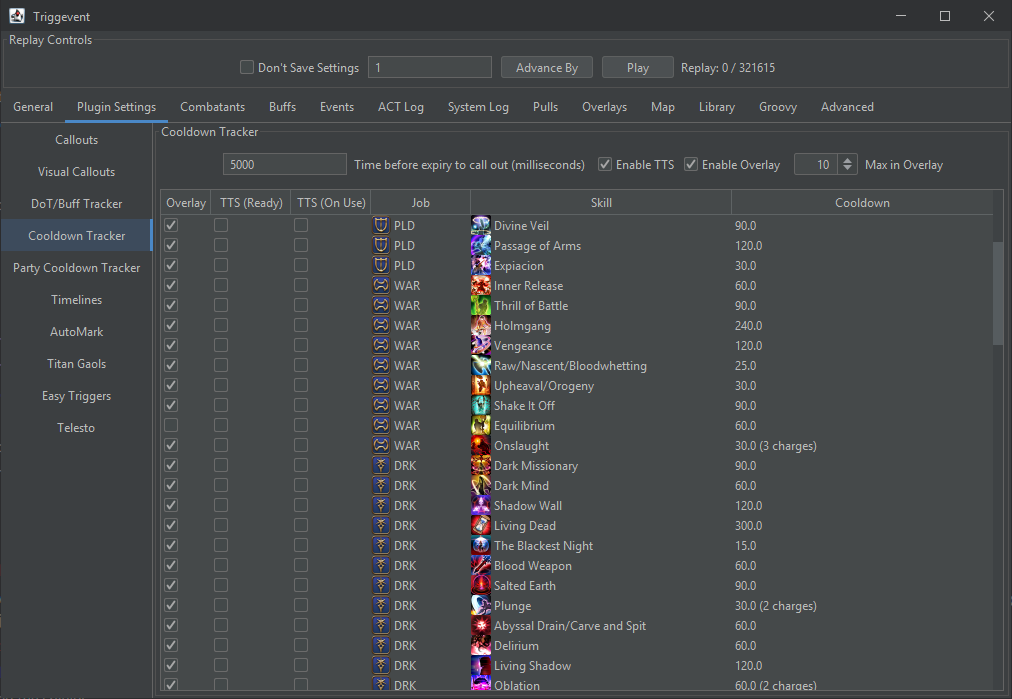 Triggevent
Replay Controls
Don't Save Settings 1 Advance By Play Replay: 0 / 321615
General Plugin Settings Combatants Buffs Events ACT Log System Log Pulls Overlays Map Library Groovy Advanced
Callouts
Visual Callouts
DoT/Buff Tracker
Cooldown Tracker
Party Cooldown Tracker
Timelines
AutoMark
Titan Gaols
Easy Triggers
Telesto
Cooldown Tracker
5000 Time before expiry to call out (milliseconds) Enable TTS Enable Overlay 10 Max in Overlay
Overlay TTS (Ready) TTS (On Use) Job Skill Cooldown
PLD Divine Veil 90.0
PLD Passage of Arms 120.0
PLD Expiacion 30.0
WAR Inner Release 60.0
WAR Thrill of Battle 90.0
WAR Holmgang 240.0
WAR Vengeance 120.0
WAR Raw/Nascent/Bloodwhetting 25.0
WAR Upheaval/Orogeny 30.0
WAR Shake It Off 90.0
WAR Equilibrium 60.0
WAR Onslaught 30.0 (3 charges)
DRK Dark Missionary 90.0
DRK Dark Mind 60.0
DRK Shadow Wall 120.0
DRK Living Dead 300.0
DRK The Blackest Night 15.0
DRK Blood Weapon 60.0
DRK Salted Earth 90.0
DRK Plunge 30.0 (2 charges)
DRK Abyssal Drain/Carve and Spit 60.0
DRK Delirium 60.0
DRK Living Shadow 120.0
DRK Oblation 60.0 (2 charges)